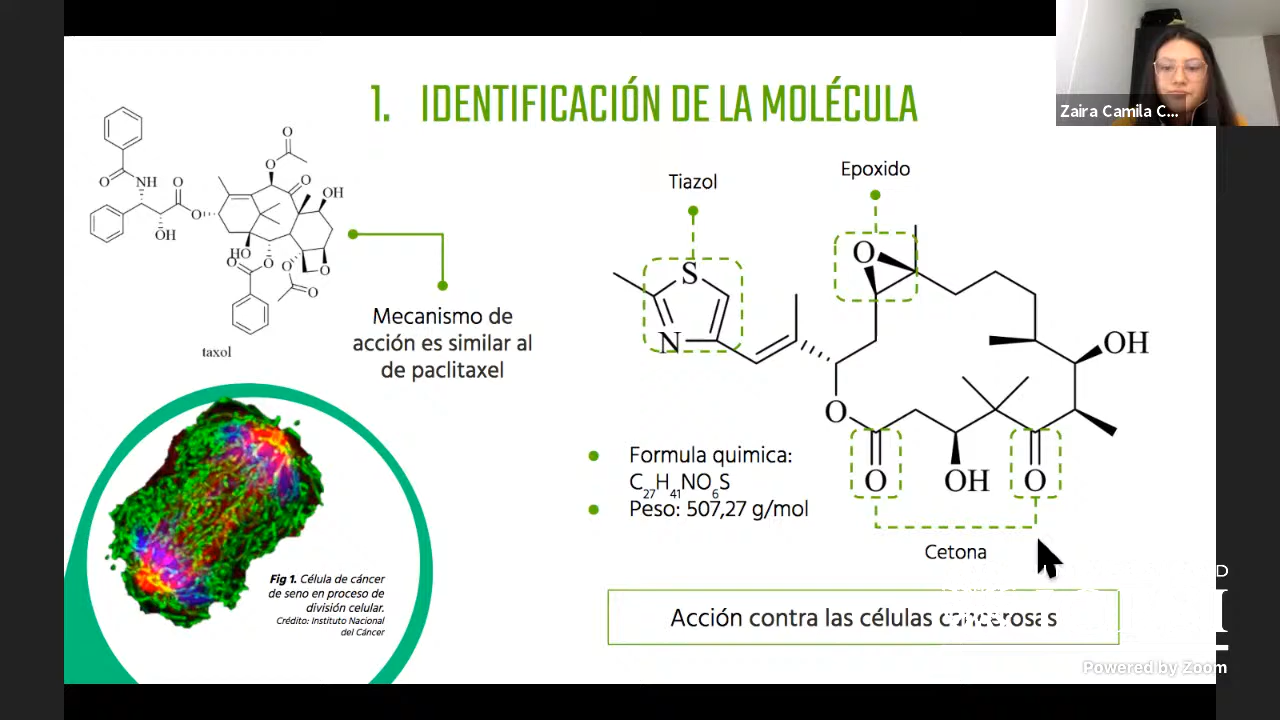 Zaira Camila C...
1. IDENTIFICACIÓN DE LA MOLÉCULA
O
O
O
OH
O
NH
O
O
OH
HO
O
O
O
O
O
O
taxol
Mecanismo de
acción es similar al
de paclitaxel
Tiazol
Epoxido
S
N
O
OH
O
O
OH
O
Formula quimica:
C27H41NO6S
Peso: 507,27 g/mol
Cetona
Fig 1. Célula de cáncer
de seno en proceso de
división celular.
Crédito: Instituto Nacional
del Cáncer
Acción contra las células
Powered by Zoom